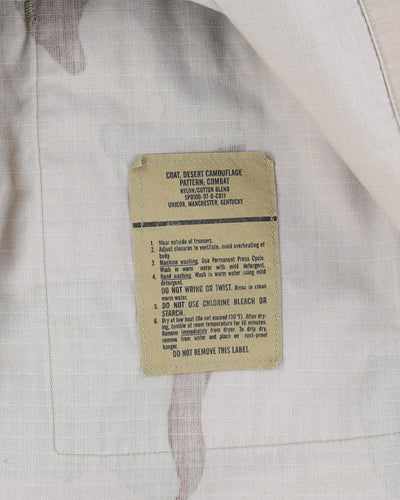 COAT, DESERT CAMOUFLAGE
PATTERN, COMBAT
NYLON/COTTON BLEND
SPO100-97-D-CB11
UNICOR, MANCHESTER, KENTUCKY
1. Wear outside of trousers.
2. Adjust closures to ventilate, avoid overheating of
body.
3. Machine washing. Use Permanent Press Cycle.
Wash in warm water with mild detergent.
4. Hand washing. Wash in warm water using mild
detergent.
DO NOT WRING OR TWIST. Rinse in clean
warm water.
5. DO NOT USE CHLORINE BLEACH OR
STARCH.
6. Dry at low heat (Do not exceed 130°F). After dry-
ing, tumble at room temperature for 10 minutes.
Remove immediately from dryer. To drip dry,
remove from water and place on rust-proof
hanger.
DO NOT REMOVE THIS LABEL